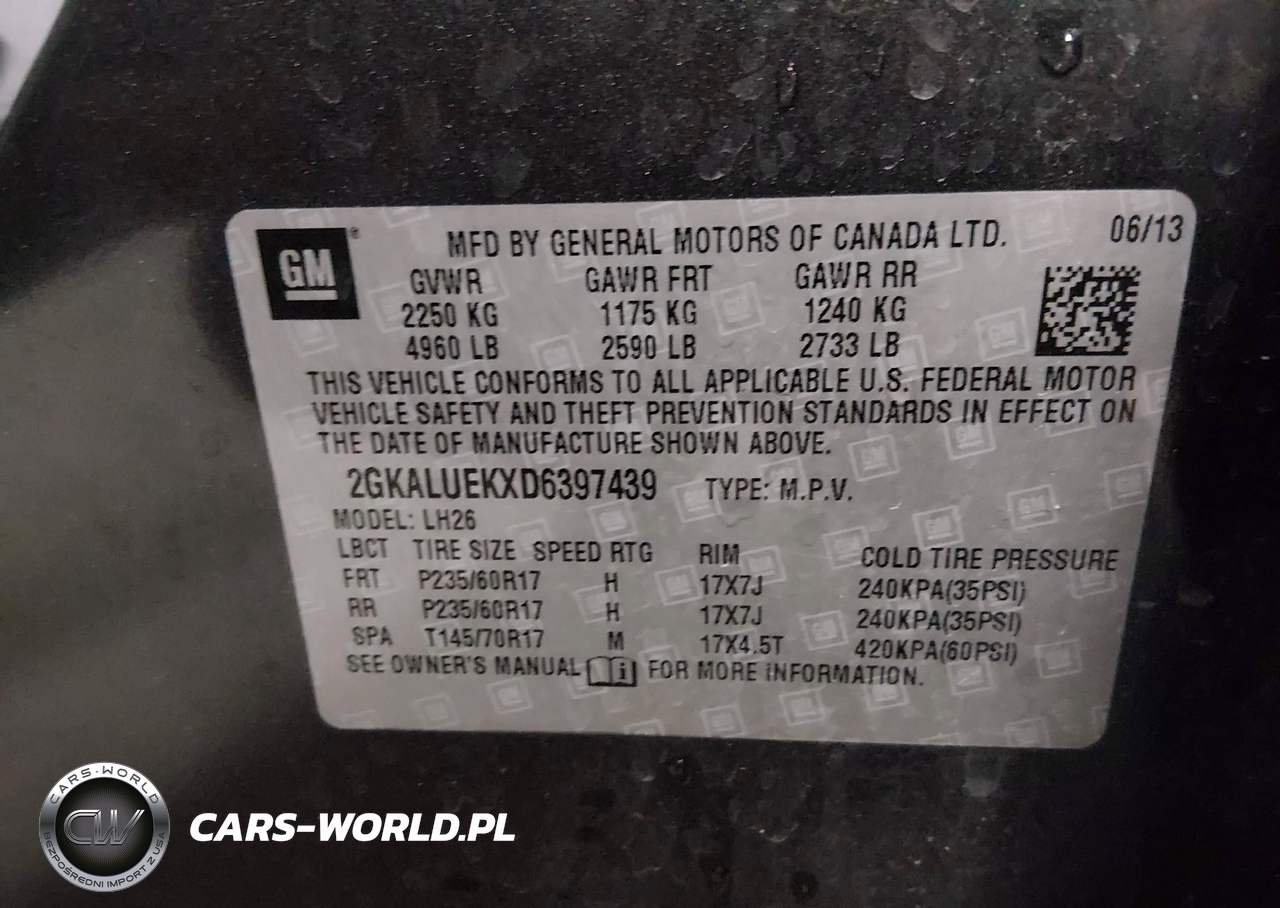 GM®
MFD BY GENERAL MOTORS OF CANADA LTD. 06/13
GVWR GAWR FRT GAWR RR
2250 KG 1175 KG 1240 KG
4960 LB 2590 LB 2733 LB
THIS VEHICLE CONFORMS TO ALL APPLICABLE U.S. FEDERAL MOTOR
VEHICLE SAFETY AND THEFT PREVENTION STANDARDS IN EFFECT ON
THE DATE OF MANUFACTURE SHOWN ABOVE.
2GKALUEKXD6397439 TYPE: M.P.V.
MODEL: LH26
LBCT TIRE SIZE SPEED RTG RIM COLD TIRE PRESSURE
FRT P235/60R17 H 17X7J 240KPA(35PSI)
RR P235/60R17 H 17X7J 240KPA(35PSI)
SPA T145/70R17 M 17X4.5T 420KPA(60PSI)
SEE OWNER'S MANUAL i FOR MORE INFORMATION.
CARS-WORLD
CW
BEZPOŚREDNI IMPORT Z USA
CARS-WORLD.PL